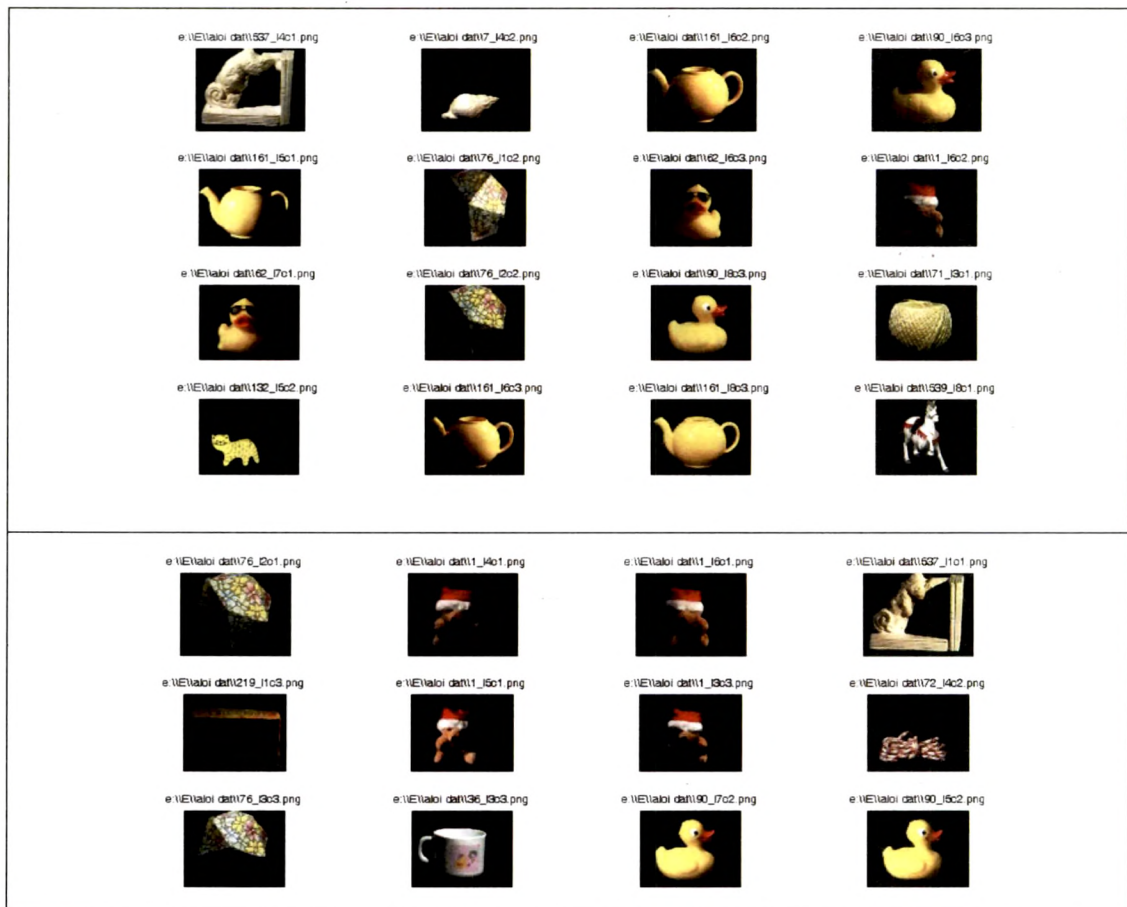 e:\\E\\aloi dat\\537_l4c1.png e:\\E\\aloi dat\\7_l4c2.png e:\\E\\aloi dat\\161_l6c2.png e:\\E\\aloi dat\\90_l6c3.png
e:\\E\\aloi dat\\161_l5c1.png e:\\E\\aloi dat\\76_l1c2.png e:\\E\\aloi dat\\62_l6c3.png e:\\E\\aloi dat\\1_l6c2.png
e:\\E\\aloi dat\\62_l7c1.png e:\\E\\aloi dat\\76_l2c2.png e:\\E\\aloi dat\\90_l8c3.png e:\\E\\aloi dat\\71_l3c1.png
e:\\E\\aloi dat\\132_l5c2.png e:\\E\\aloi dat\\161_l6c3.png e:\\E\\aloi dat\\161_l8c3.png e:\\E\\aloi dat\\539_l8c1.png
e:\\E\\aloi dat\\76_l2c1.png e:\\E\\aloi dat\\1_l4c1.png e:\\E\\aloi dat\\1_l6c1.png e:\\E\\aloi dat\\537_l1c1.png
e:\\E\\aloi dat\\219_l1c3.png e:\\E\\aloi dat\\1_l5c1.png e:\\E\\aloi dat\\1_l3c3.png e:\\E\\aloi dat\\72_l4c2.png
e:\\E\\aloi dat\\76_l3c3.png e:\\E\\aloi dat\\36_l3c3.png e:\\E\\aloi dat\\90_l7c2.png e:\\E\\aloi dat\\90_l5c2.png